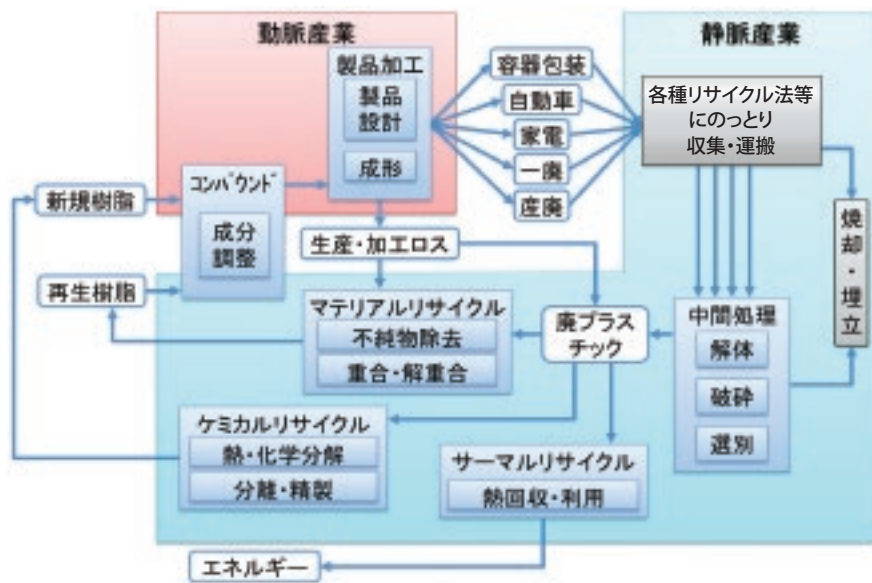 動脈産業
静脈産業
製品加工
製品
設計
成形
容器包装
自動車
家電
一廃
産廃
各種リサイクル法等
にのっとり
収集・運搬
新規樹脂
コンパウンド
成分
調整
再生樹脂
生産・加工ロス
焼却・埋立
マテリアルリサイクル
不純物除去
重合・解重合
廃プラス
チック
中間処理
解体
破砕
選別
ケミカルリサイクル
熱・化学分解
分離・精製
サーマルリサイクル
熱回収・利用
エネルギー